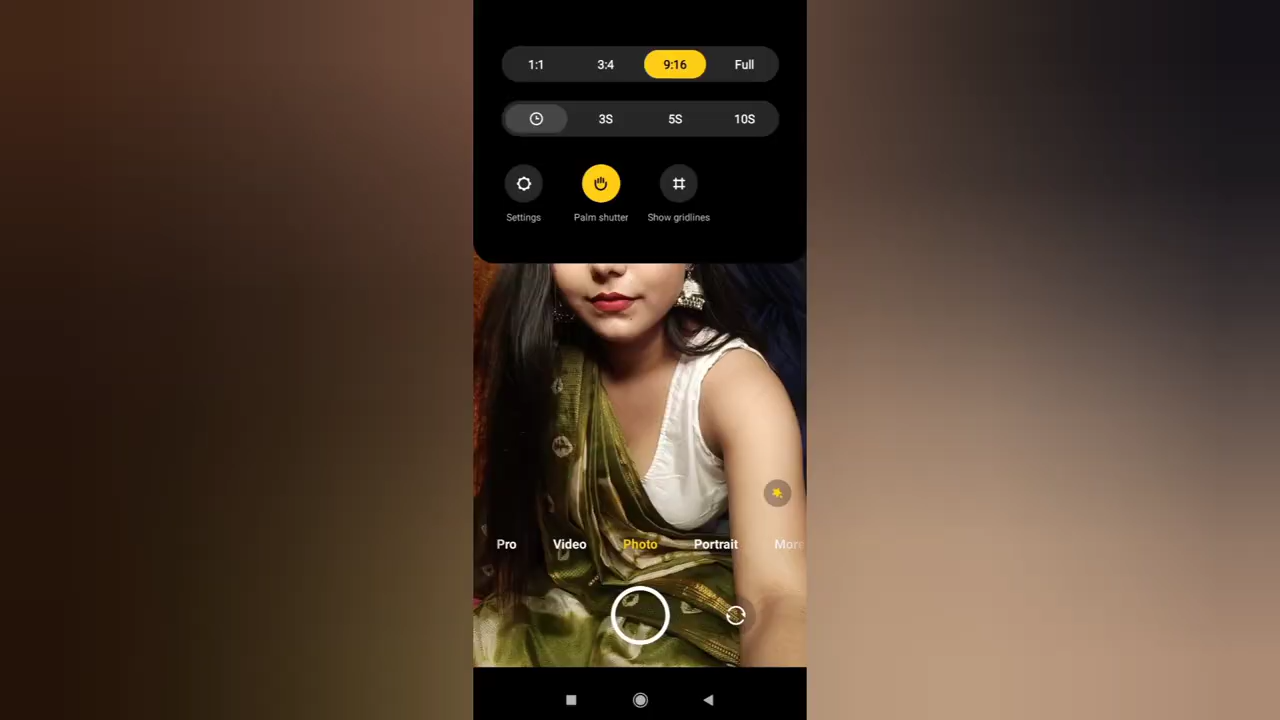 1:1 3:4 9:16 Full
3S 5S 10S
Settings Palm shutter Show gridlines
Pro Video Photo Portrait More